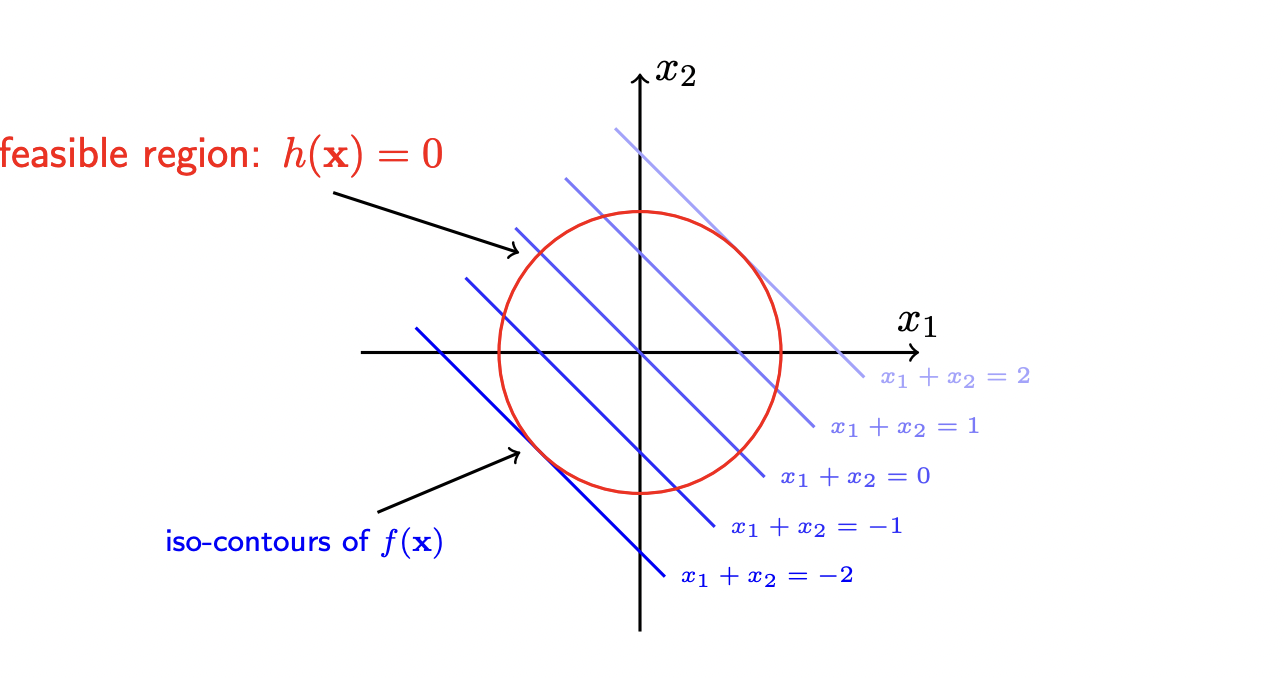 x₂
feasible region: h(𝐱) = 0
x₁
x₁ + x₂ = 2
x₁ + x₂ = 1
x₁ + x₂ = 0
x₁ + x₂ = −1
iso-contours of f(𝐱)
x₁ + x₂ = −2